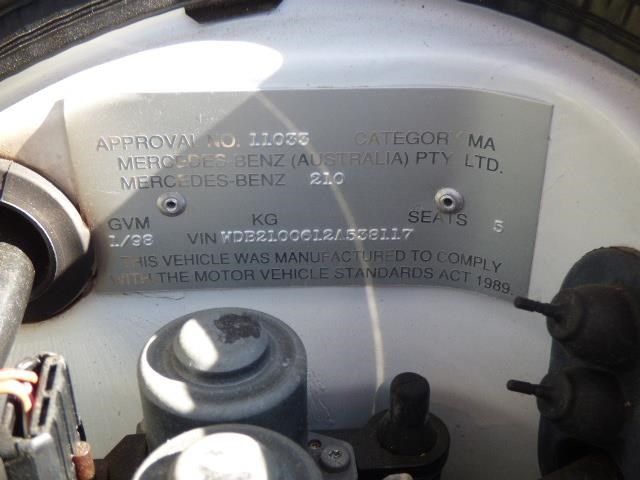 APPROVAL NO. 11033 CATEGORY MA
MERCEDES-BENZ (AUSTRALIA) PTY. LTD.
MERCEDES-BENZ 210
GVM KG SEATS 5
1/98 VIN WDB2100612A538117
THIS VEHICLE WAS MANUFACTURED TO COMPLY
WITH THE MOTOR VEHICLE STANDARDS ACT 1989.